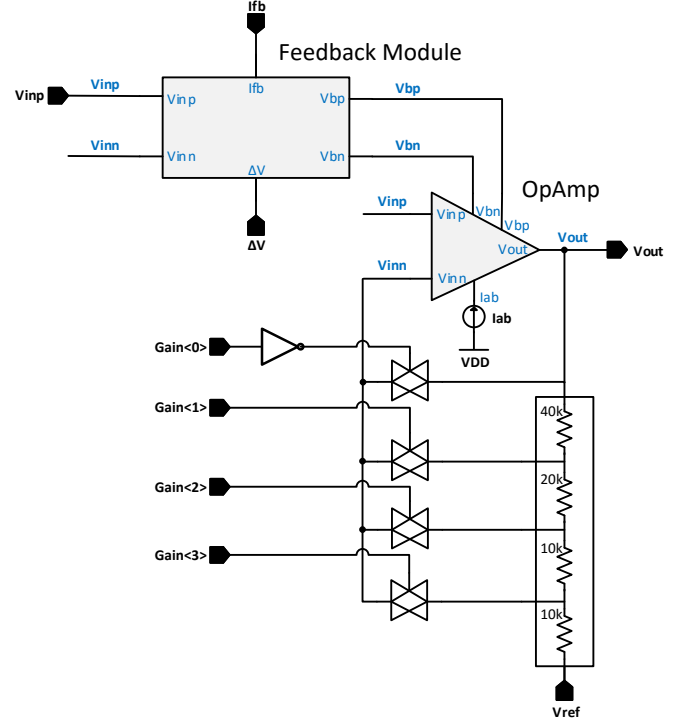 Ifb
Feedback Module
Vinp
Vinp
Vinp
Ifb
Vbp
Vbp
Vinn
Vinn
Vbn
Vbn
ΔV
ΔV
OpAmp
Vinp
Vinp
Vbn
Vbp
Vout
Vout
Vout
Vinn
Vinn
Iab
Iab
VDD
Gain<0>
Gain<1>
40k
Gain<2>
20k
Gain<3>
10k
10k
Vref